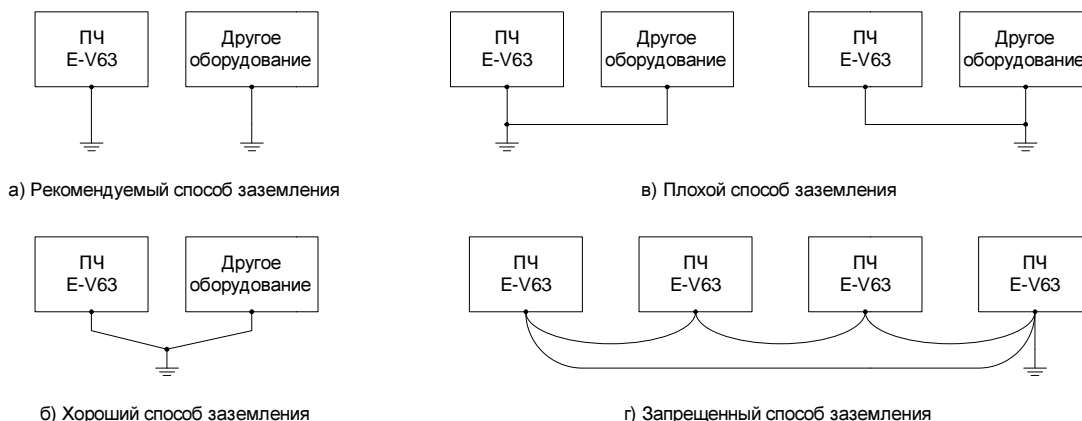 ПЧ
E-V63
Другое
оборудование
ПЧ
E-V63
Другое
оборудование
ПЧ
E-V63
Другое
оборудование
а) Рекомендуемый способ заземления
в) Плохой способ заземления
ПЧ
E-V63
Другое
оборудование
ПЧ
E-V63
ПЧ
E-V63
ПЧ
E-V63
ПЧ
E-V63
б) Хороший способ заземления
г) Запрещенный способ заземления